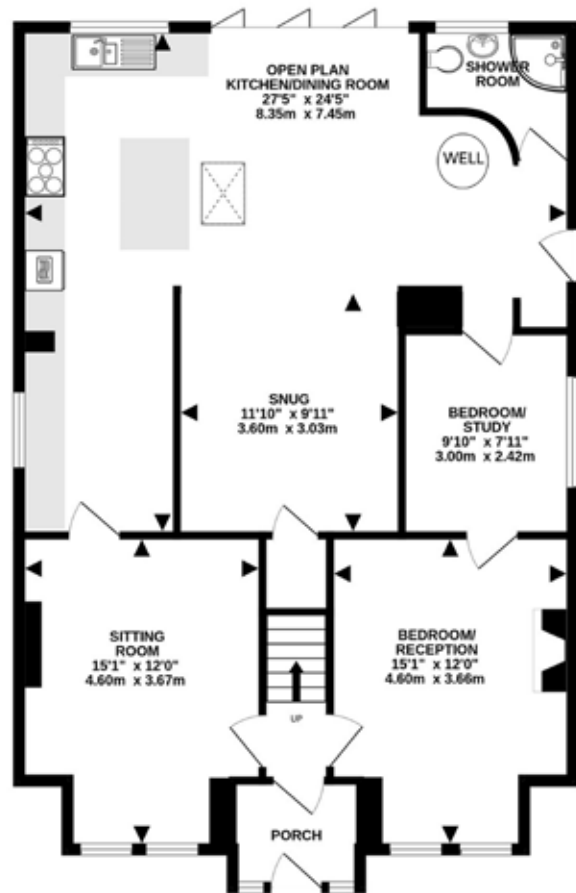 OPEN PLAN
KITCHEN/DINING ROOM
27'5" x 24'5"
8.35m x 7.45m
SHOWER
ROOM
WELL
SNUG
11'10" x 9'11"
3.60m x 3.03m
BEDROOM/
STUDY
9'10" x 7'11"
3.00m x 2.42m
SITTING
ROOM
15'1" x 12'0"
4.60m x 3.67m
BEDROOM/
RECEPTION
15'1" x 12'0"
4.60m x 3.66m
UP
PORCH